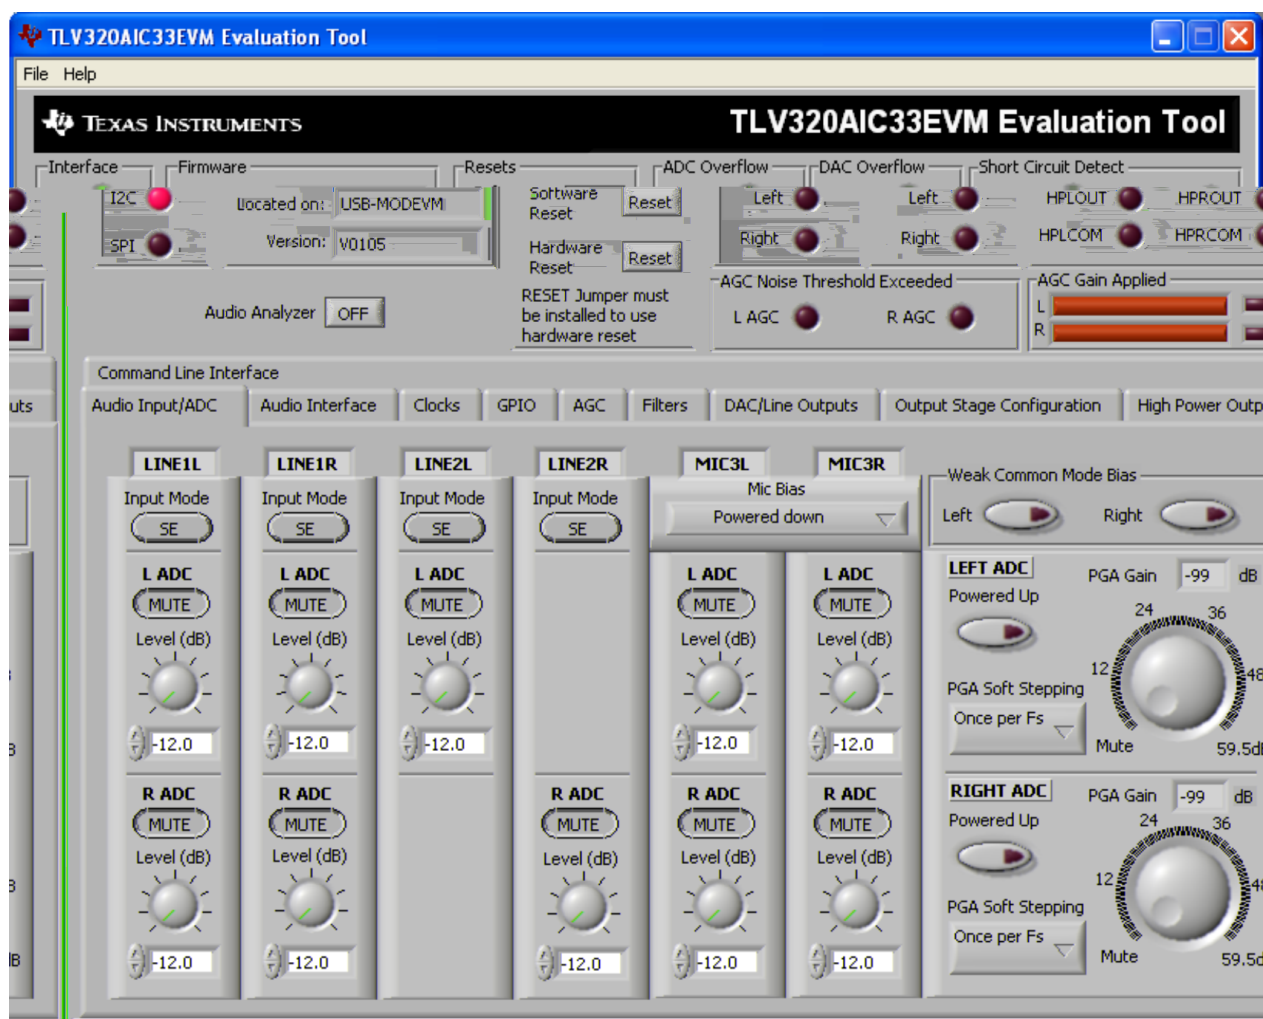 TLV320AIC33EVM Evaluation Tool
File Help
TEXAS INSTRUMENTS TLV320AIC33EVM Evaluation Tool
Interface Firmware Resets ADC Overflow DAC Overflow Short Circuit Detect
I2C Located on: USB-MODEVM Software Reset Reset Left Left HPLOUT HPROUT
SPI Version: V0105 Hardware Reset Reset Right Right HPLCOM HPRCOM
Audio Analyzer OFF
RESET Jumper must
be installed to use
hardware reset
AGC Noise Threshold Exceeded AGC Gain Applied
L AGC R AGC L
R
Command Line Interface
uts Audio Input/ADC Audio Interface Clocks GPIO AGC Filters DAC/Line Outputs Output Stage Configuration High Power Outp
LINE1L LINE1R LINE2L LINE2R MIC3L MIC3R
Input Mode Input Mode Input Mode Input Mode Mic Bias
SE SE SE SE Powered down
Weak Common Mode Bias
Left Right
L ADC L ADC L ADC L ADC L ADC
MUTE MUTE MUTE MUTE MUTE
Level (dB) Level (dB) Level (dB) Level (dB) Level (dB)
-12.0 -12.0 -12.0 -12.0 -12.0
LEFT ADC PGA Gain -99 dB
Powered Up
24 36
12 48
PGA Soft Stepping
Once per Fs
Mute 59.5d
R ADC R ADC R ADC R ADC R ADC
MUTE MUTE MUTE MUTE MUTE
Level (dB) Level (dB) Level (dB) Level (dB) Level (dB)
-12.0 -12.0 -12.0 -12.0 -12.0
RIGHT ADC PGA Gain -99 dB
Powered Up
24 36
12 48
PGA Soft Stepping
Once per Fs
Mute 59.5d